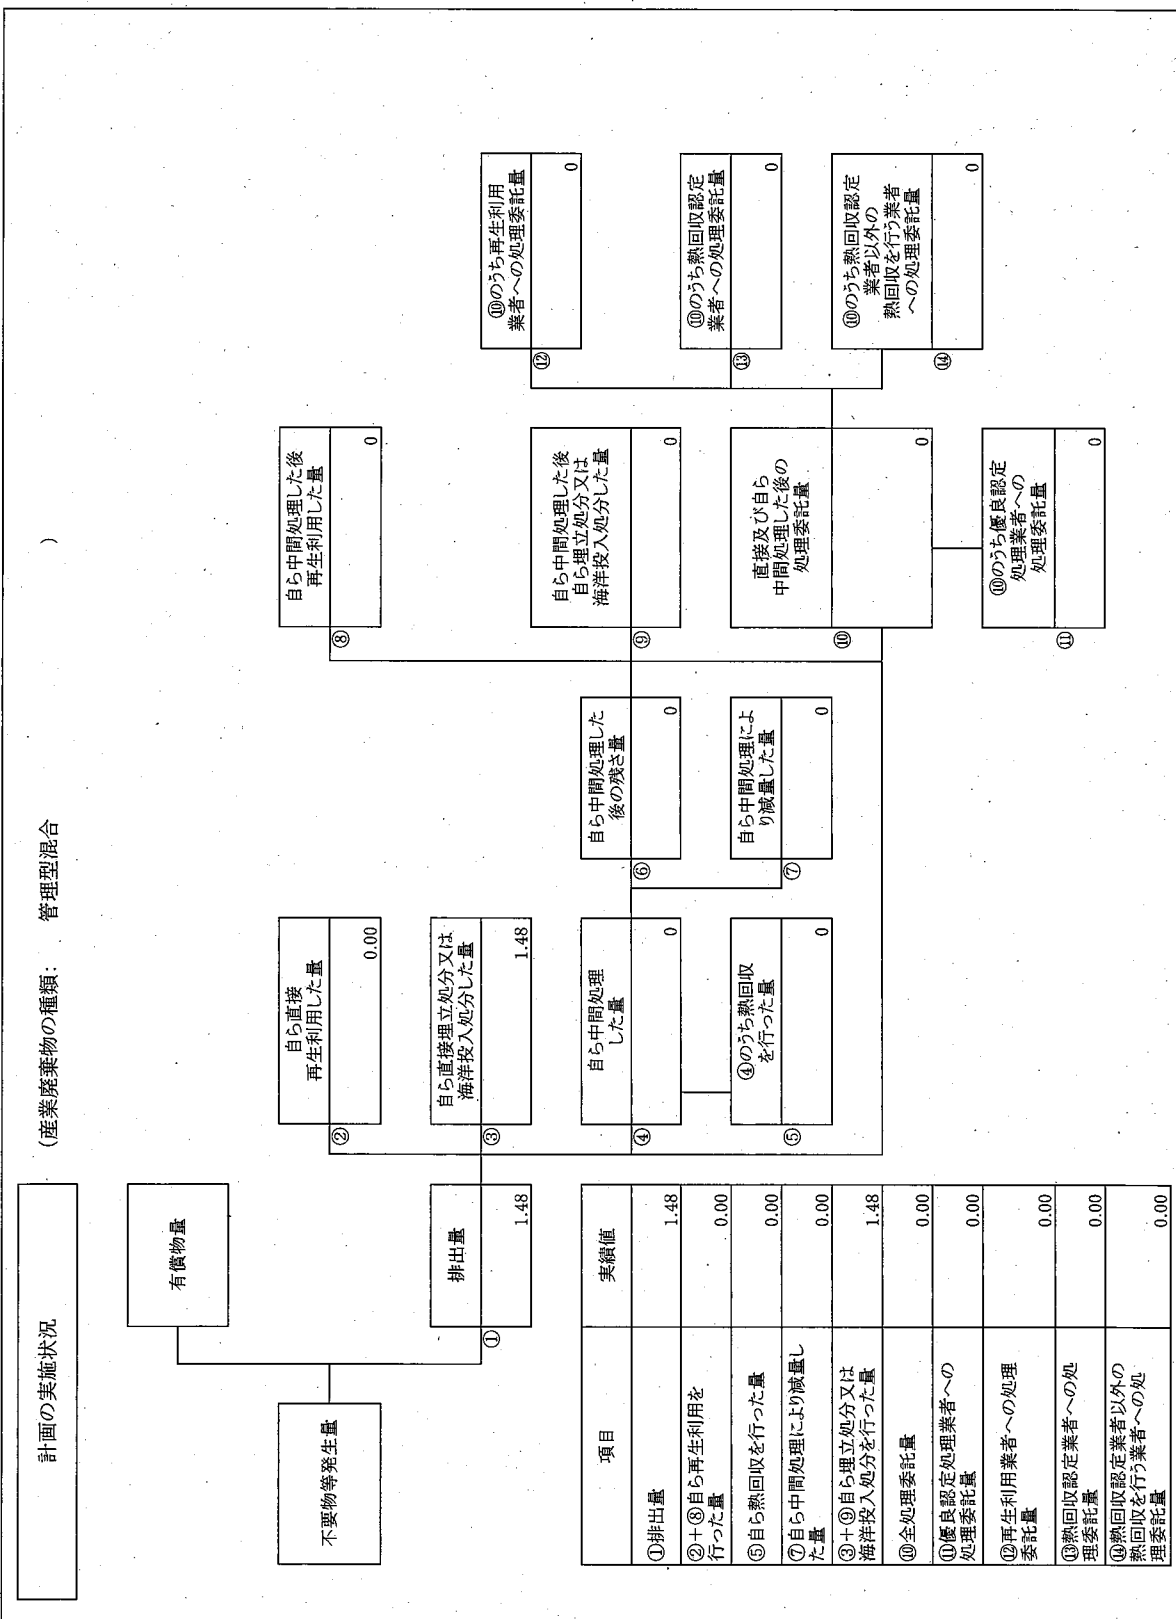 計画の実施状況
(産業廃棄物の種類： 管理型混合 )
有償物量
不要物等発生量
排出量
①
1.48
自ら直接
再生利用した量
②
0.00
自ら直接埋立処分又は
海洋投入処分した量
③
1.48
自ら中間処理
した量
④
0
④のうち熱回収
を行った量
⑤
0
自ら中間処理した
後の残さ量
⑥
0
自ら中間処理によ
り減量した量
⑦
0
自ら中間処理した後
再生利用した量
⑧
0
自ら中間処理した後
自ら埋立処分又は
海洋投入処分した量
⑨
0
直接及び自ら
中間処理した後の
処理委託量
⑩
0
⑩のうち優良認定
処理業者への
処理委託量
⑪
0
⑩のうち再生利用
業者への処理委託量
⑫
0
⑩のうち熱回収認定
業者への処理委託量
⑬
0
⑩のうち熱回収認定
業者以外の
熱回収を行う業者
への処理委託量
⑭
0
項目 実績値
①排出量 1.48
②+⑧自ら再生利用を
行った量 0.00
⑤自ら熱回収を行った量 0.00
⑦自ら中間処理により減量し
た量 0.00
③+⑨自ら埋立処分又は
海洋投入処分を行った量 1.48
⑩全処理委託量 0.00
⑪優良認定処理業者への
処理委託量 0.00
⑫再生利用業者への処理
委託量 0.00
⑬熱回収認定業者への処
理委託量 0.00
⑭熱回収認定業者以外の
熱回収を行う業者への処
理委託量 0.00